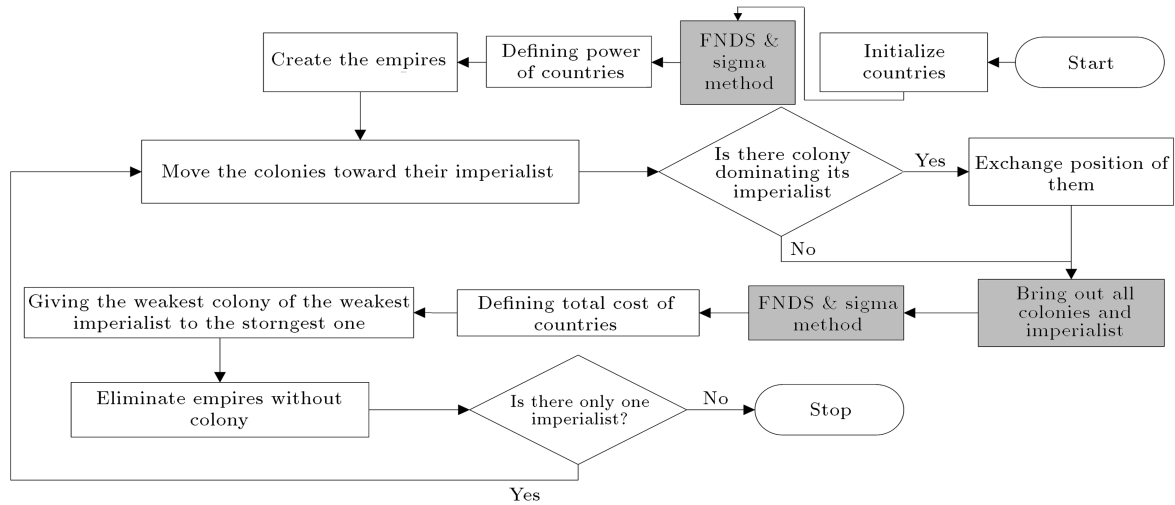 Start
Initialize
countries
FNDS &
sigma
method
Defining power
of countries
Create the empires
Move the colonies toward their imperialist
Is there colony
dominating its
imperialist
Yes
Exchange position of
them
No
Bring out all
colonies and
imperialist
FNDS & sigma
method
Defining total cost of
countries
Giving the weakest colony of the weakest
imperialist to the storngest one
Eliminate empires without
colony
Is there only one
imperialist?
No
Stop
Yes